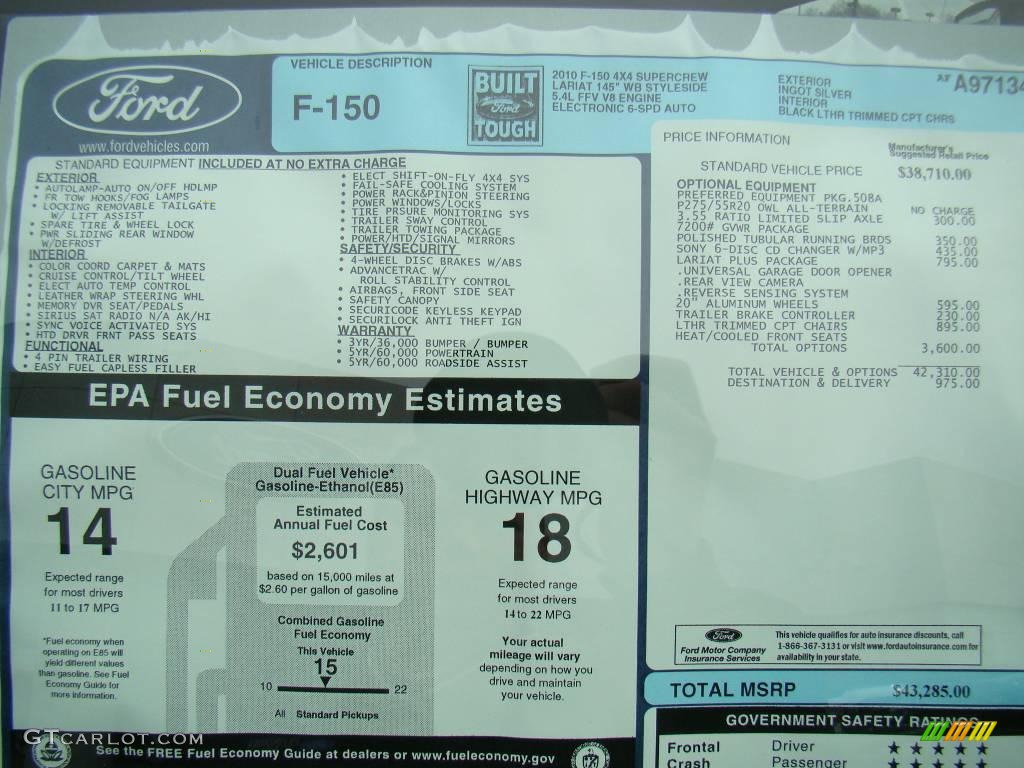 Ford
www.fordvehicles.com
VEHICLE DESCRIPTION
F-150
BUILT
Ford
TOUGH
2010 F-150 4X4 SUPERCREW
LARIAT 145" WB STYLESIDE
5.4L FFV V8 ENGINE
ELECTRONIC 6-SPD AUTO
EXTERIOR
INGOT SILVER
INTERIOR
BLACK LTHR TRIMMED CPT CHRS
AF A97134
STANDARD EQUIPMENT INCLUDED AT NO EXTRA CHARGE
EXTERIOR
• AUTOLAMP-AUTO ON/OFF HDLMP
• FR TOW HOOKS/FOG LAMPS
• LOCKING REMOVABLE TAILGATE
W/ LIFT ASSIST
• SPARE TIRE & WHEEL LOCK
• PWR SLIDING REAR WINDOW
W/DEFROST
INTERIOR
• COLOR COORD CARPET & MATS
• CRUISE CONTROL/TILT WHEEL
• ELECT AUTO TEMP CONTROL
• LEATHER WRAP STEERING WHL
• MEMORY DVR SEAT/PEDALS
• SIRIUS SAT RADIO N/A AK/HI
• SYNC VOICE ACTIVATED SYS
• HTD DRVR FRNT PASS SEATS
FUNCTIONAL
• 4 PIN TRAILER WIRING
• EASY FUEL CAPLESS FILLER
• ELECT SHIFT-ON-FLY 4X4 SYS
• FAIL-SAFE COOLING SYSTEM
• POWER RACK&PINION STEERING
• POWER WINDOWS/LOCKS
• TIRE PRSURE MONITORING SYS
• TRAILER SWAY CONTROL
• TRAILER TOWING PACKAGE
• POWER/HTD/SIGNAL MIRRORS
SAFETY/SECURITY
• 4-WHEEL DISC BRAKES W/ABS
• ADVANCETRAC W/
ROLL STABILITY CONTROL
• AIRBAGS, FRONT SIDE SEAT
• SAFETY CANOPY
• SECURICODE KEYLESS KEYPAD
• SECURILOCK ANTI THEFT IGN
WARRANTY
• 3YR/36,000 BUMPER / BUMPER
• 5YR/60,000 POWERTRAIN
• 5YR/60,000 ROADSIDE ASSIST
PRICE INFORMATION
Manufacturer's
Suggested Retail Price
STANDARD VEHICLE PRICE $38,710.00
OPTIONAL EQUIPMENT
PREFERRED EQUIPMENT PKG.508A
P275/55R20 OWL ALL-TERRAIN NO CHARGE
3.55 RATIO LIMITED SLIP AXLE 300.00
7200# GVWR PACKAGE
POLISHED TUBULAR RUNNING BRDS 350.00
SONY 6-DISC CD CHANGER W/MP3 435.00
LARIAT PLUS PACKAGE 795.00
.UNIVERSAL GARAGE DOOR OPENER
.REAR VIEW CAMERA
.REVERSE SENSING SYSTEM
20" ALUMINUM WHEELS 595.00
TRAILER BRAKE CONTROLLER 230.00
LTHR TRIMMED CPT CHAIRS 895.00
HEAT/COOLED FRONT SEATS
TOTAL OPTIONS 3,600.00
TOTAL VEHICLE & OPTIONS 42,310.00
DESTINATION & DELIVERY 975.00
EPA Fuel Economy Estimates
GASOLINE
CITY MPG
14
Expected range
for most drivers
11 to 17 MPG
*Fuel economy when
operating on E85 will
yield different values
than gasoline. See Fuel
Economy Guide for
more information.
Dual Fuel Vehicle*
Gasoline-Ethanol(E85)
Estimated
Annual Fuel Cost
$2,601
based on 15,000 miles at
$2.60 per gallon of gasoline
Combined Gasoline
Fuel Economy
This Vehicle
15
10 22
All Standard Pickups
GASOLINE
HIGHWAY MPG
18
Expected range
for most drivers
14 to 22 MPG
Your actual
mileage will vary
depending on how you
drive and maintain
your vehicle.
See the FREE Fuel Economy Guide at dealers or www.fueleconomy.gov
Ford
Ford Motor Company
Insurance Services
This vehicle qualifies for auto insurance discounts, call
1-866-367-3131 or visit www.fordautoinsurance.com for
availability in your state.
TOTAL MSRP $43,285.00
GOVERNMENT SAFETY RATINGS
Frontal Driver ★★★★★
Crash Passenger ★★★★★
GTCARLOT.COM